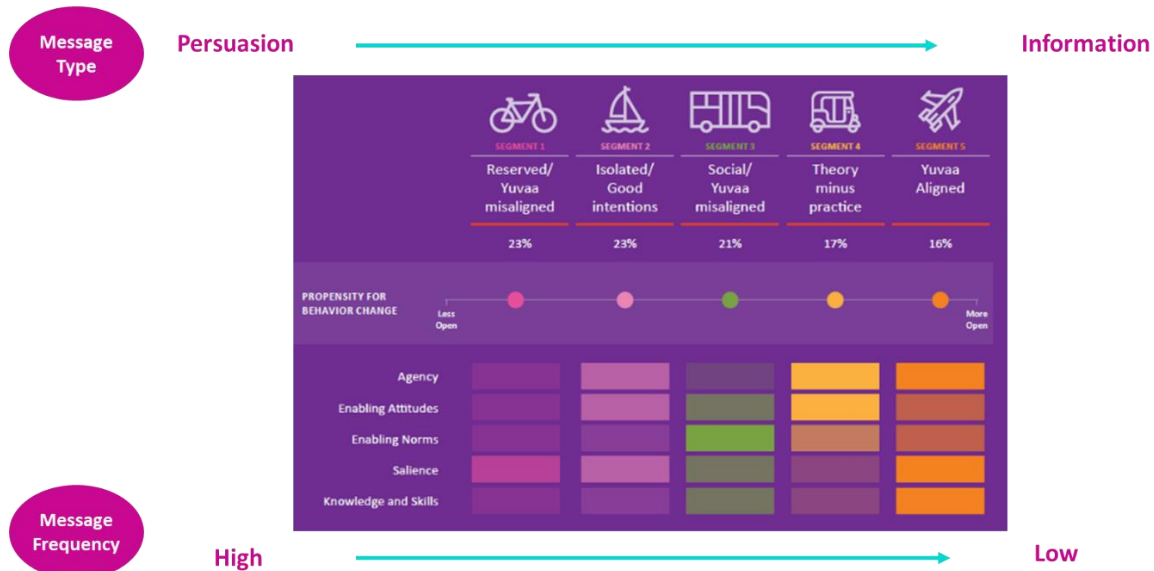 Message
Type
Persuasion
Information
SEGMENT 1
SEGMENT 2
SEGMENT 3
SEGMENT 4
SEGMENT 5
Reserved/
Yuvaa
misaligned
Isolated/
Good
intentions
Social/
Yuvaa
misaligned
Theory
minus
practice
Yuvaa
Aligned
23%
23%
21%
17%
16%
PROPENSITY FOR
BEHAVIOR CHANGE
Less
Open
More
Open
Agency
Enabling Attitudes
Enabling Norms
Salience
Knowledge and Skills
Message
Frequency
High
Low